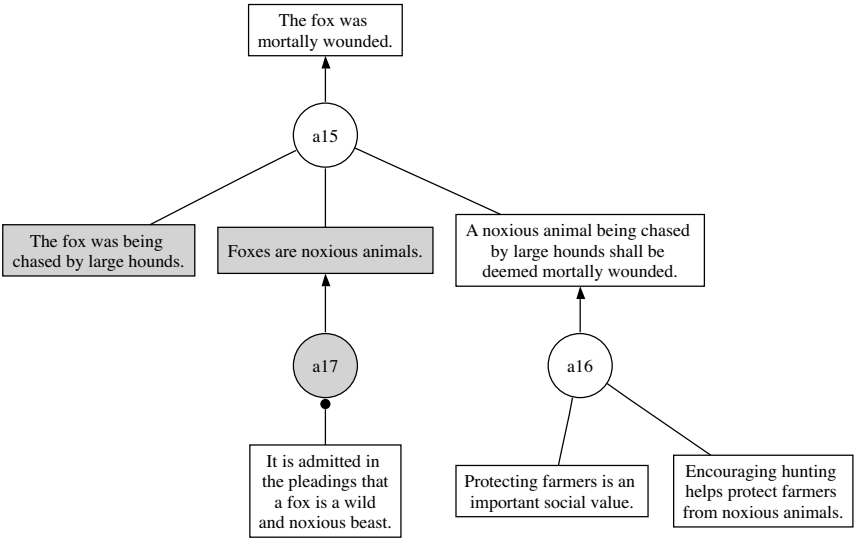 The fox was
mortally wounded.
a15
The fox was being
chased by large hounds.
Foxes are noxious animals.
A noxious animal being chased
by large hounds shall be
deemed mortally wounded.
a17
a16
It is admitted in
the pleadings that
a fox is a wild
and noxious beast.
Protecting farmers is an
important social value.
Encouraging hunting
helps protect farmers
from noxious animals.